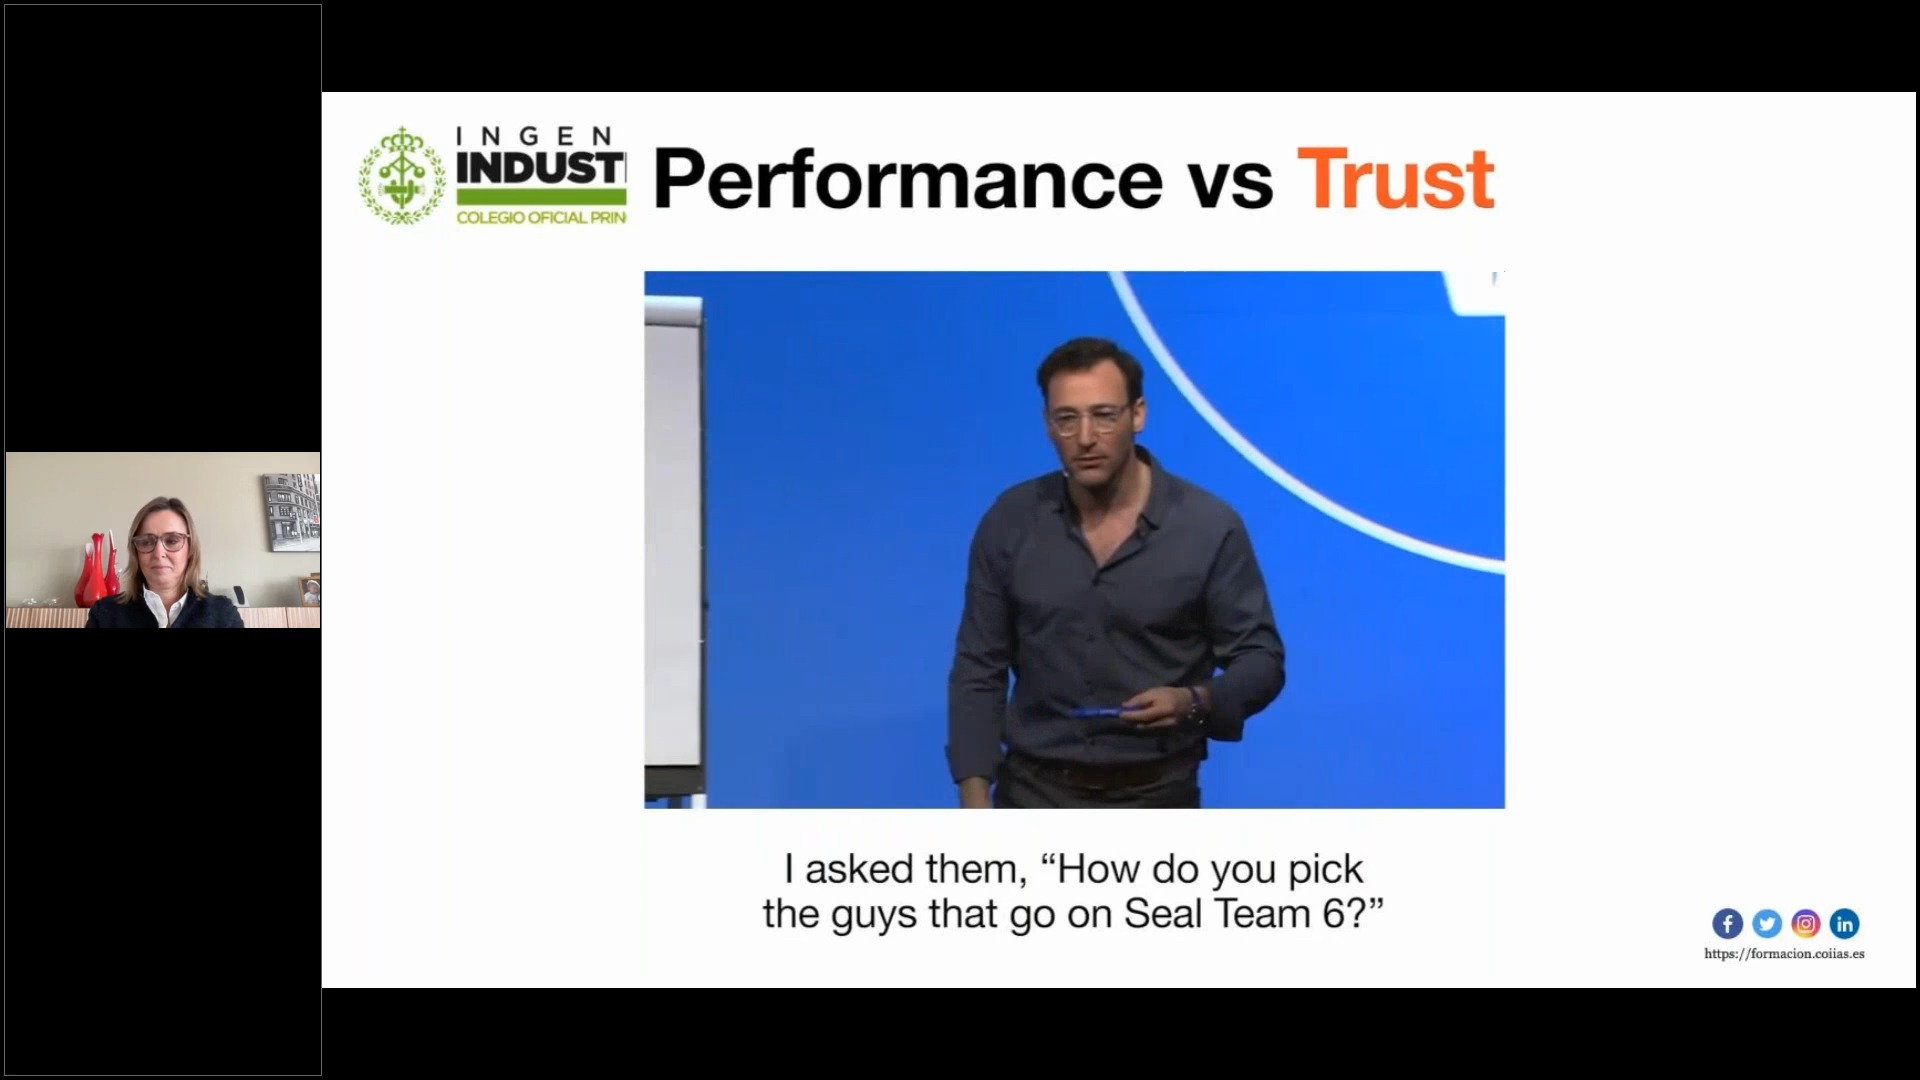 INGEN
INDUST
COLEGIO OFICIAL PRIN
Performance vs Trust
I asked them, “How do you pick
the guys that go on Seal Team 6?”
https://formacion.coiias.es